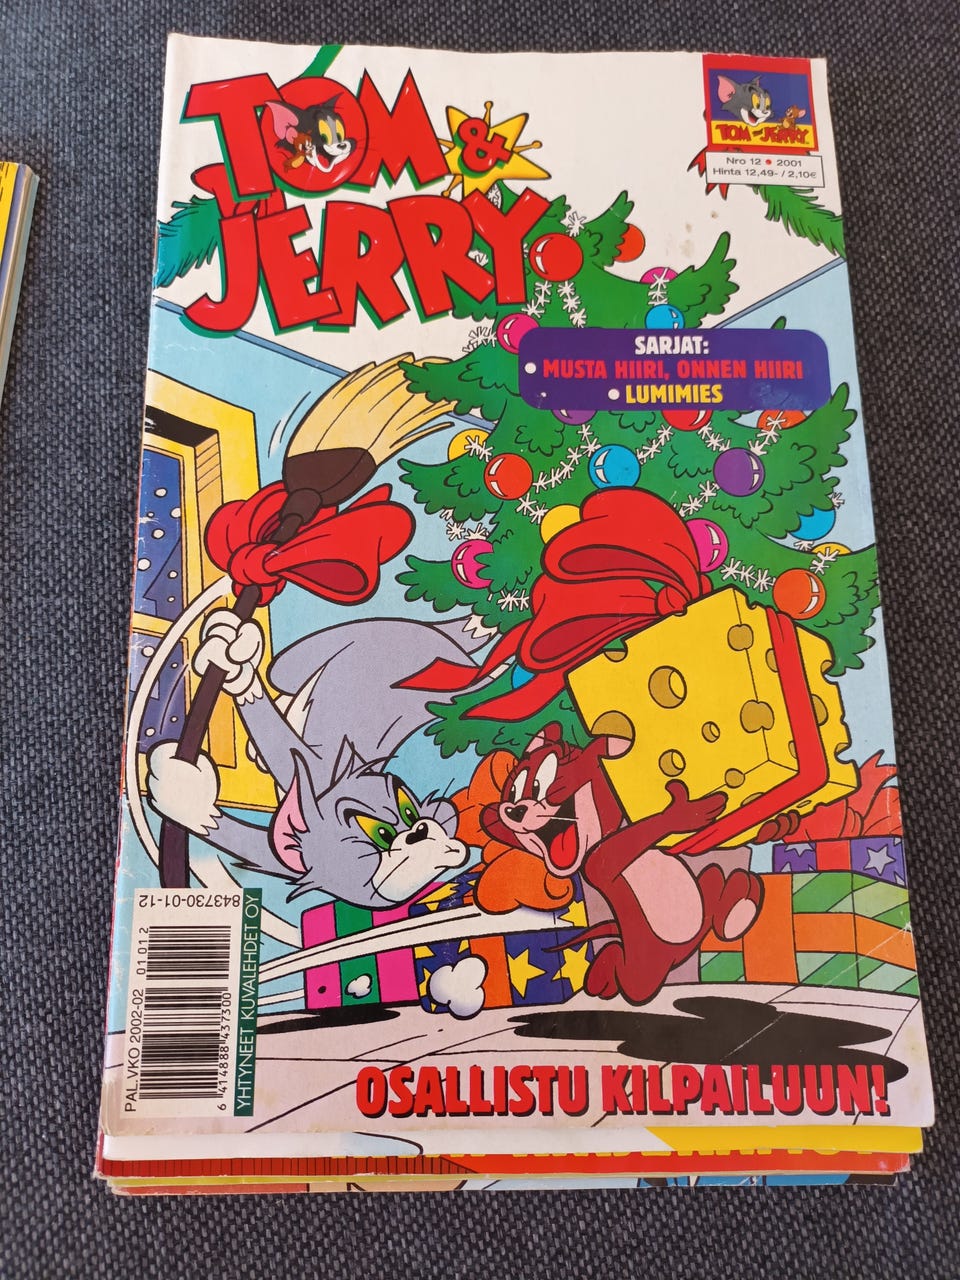 TOM &
JERRY
TOM AND JERRY
Nro 12 • 2001
Hinta 12,49- / 2,10€
SARJAT:
• MUSTA HIIRI, ONNEN HIIRI
• LUMIMIES
843730-01-12
PAL.VKO 2002-02 01012
6 414888 437300
YHTYNEET KUVALEHDET OY
OSALLISTU KILPAILUUN!